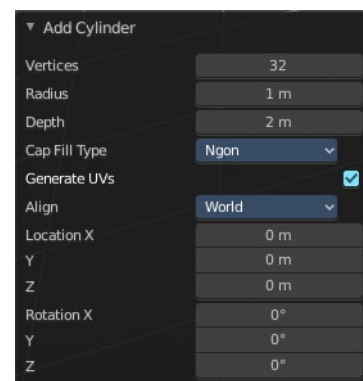 Add Cylinder
Vertices 32
Radius 1 m
Depth 2 m
Cap Fill Type Ngon
Generate UVs
Align World
Location X 0 m
Y 0 m
Z 0 m
Rotation X 0°
Y 0°
Z 0°